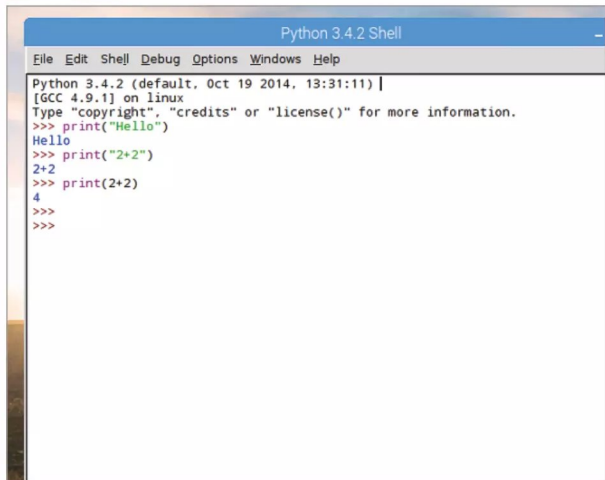 Python 3.4.2 Shell
File Edit Shell Debug Options Windows Help
Python 3.4.2 (default, Oct 19 2014, 13:31:11)
[GCC 4.9.1] on linux
Type "copyright", "credits" or "license()" for more information.
>>> print("Hello")
Hello
>>> print("2+2")
2+2
>>> print(2+2)
4
>>>
>>>